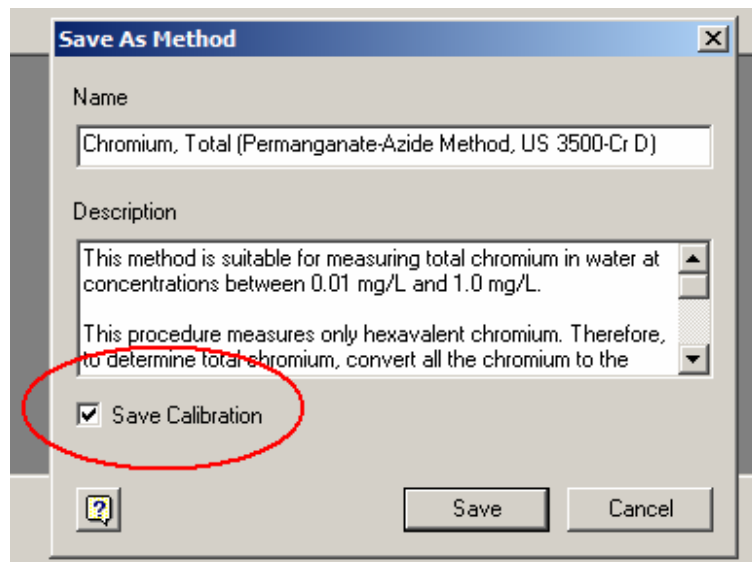 Save As Method
Name
Chromium, Total (Permanganate-Azide Method, US 3500-Cr D)
Description
This method is suitable for measuring total chromium in water at
concentrations between 0.01 mg/L and 1.0 mg/L.
This procedure measures only hexavalent chromium. Therefore,
to determine total chromium, convert all the chromium to the
Save Calibration
Save Cancel